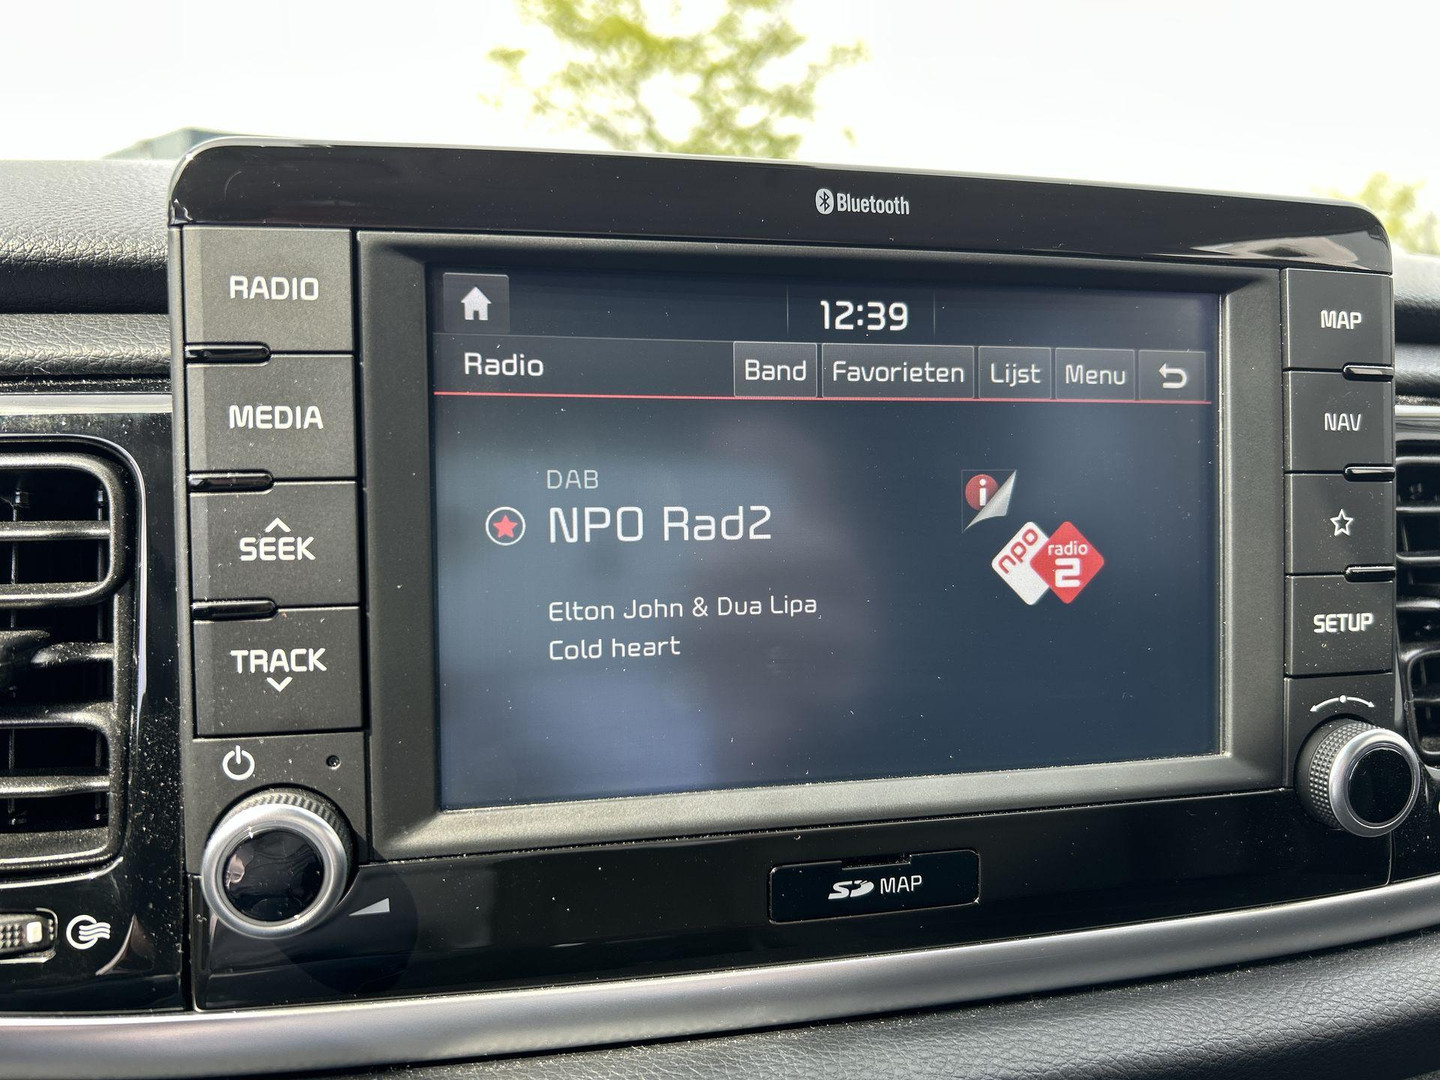 Bluetooth
RADIO
MEDIA
SEEK
TRACK
12:39
Radio
Band
Favorieten
Lijst
Menu
DAB
NPO Rad2
Elton John & Dua Lipa
Cold heart
i
npo
radio
2
MAP
NAV
SETUP
SD MAP